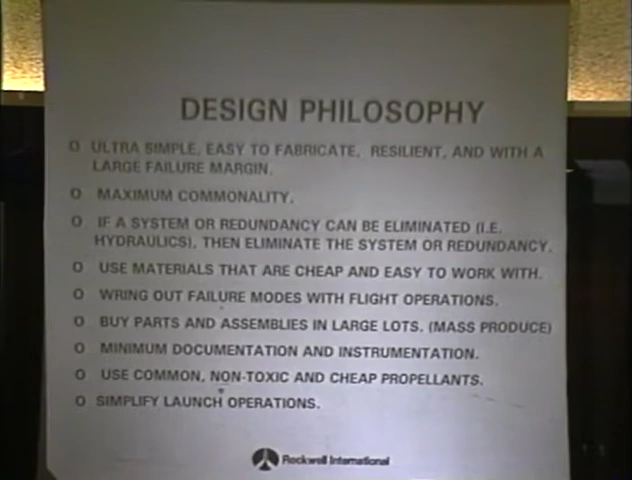 DESIGN PHILOSOPHY
O ULTRA SIMPLE, EASY TO FABRICATE, RESILIENT, AND WITH A
LARGE FAILURE MARGIN.
O MAXIMUM COMMONALITY.
O IF A SYSTEM OR REDUNDANCY CAN BE ELIMINATED (I.E.
HYDRAULICS), THEN ELIMINATE THE SYSTEM OR REDUNDANCY.
O USE MATERIALS THAT ARE CHEAP AND EASY TO WORK WITH.
O WRING OUT FAILURE MODES WITH FLIGHT OPERATIONS.
O BUY PARTS AND ASSEMBLIES IN LARGE LOTS. (MASS PRODUCE)
O MINIMUM DOCUMENTATION AND INSTRUMENTATION.
O USE COMMON, NON-TOXIC AND CHEAP PROPELLANTS.
O SIMPLIFY LAUNCH OPERATIONS.
Rockwell International